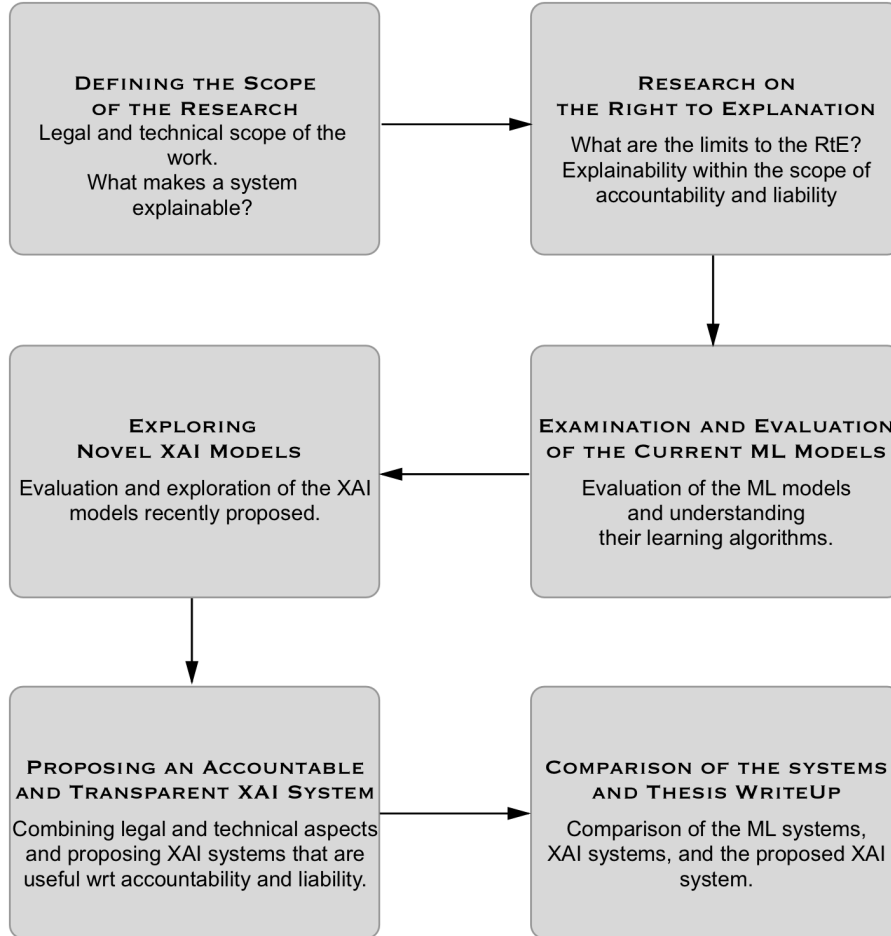 Defining the Scope
of the Research
Legal and technical scope of the
work.
What makes a system
explainable?
Research on
the Right to Explanation
What are the limits to the RtE?
Explainability within the scope of
accountability and liability
Exploring
Novel XAI Models
Evaluation and exploration of the XAI
models recently proposed.
Examination and Evaluation
of the Current ML Models
Evaluation of the ML models
and understanding
their learning algorithms.
Proposing an Accountable
and Transparent XAI System
Combining legal and technical aspects
and proposing XAI systems that are
useful wrt accountability and liability.
Comparison of the systems
and Thesis WriteUp
Comparison of the ML systems,
XAI systems, and the proposed XAI
system.